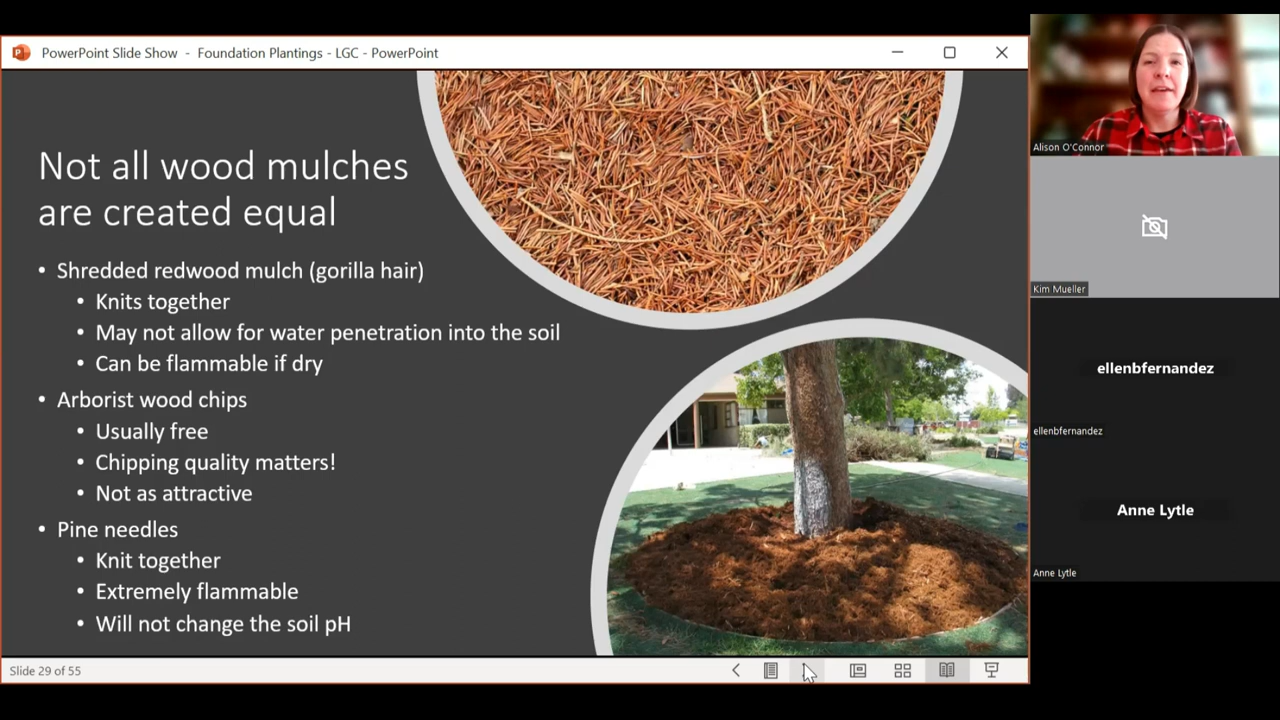 PowerPoint Slide Show - Foundation Plantings - LGC - PowerPoint
Not all wood mulches
are created equal
• Shredded redwood mulch (gorilla hair)
• Knits together
• May not allow for water penetration into the soil
• Can be flammable if dry
• Arborist wood chips
• Usually free
• Chipping quality matters!
• Not as attractive
• Pine needles
• Knit together
• Extremely flammable
• Will not change the soil pH
Slide 29 of 55
Alison O'Connor
Kim Mueller
ellenbfernandez
ellenbfernandez
Anne Lytle
Anne Lytle